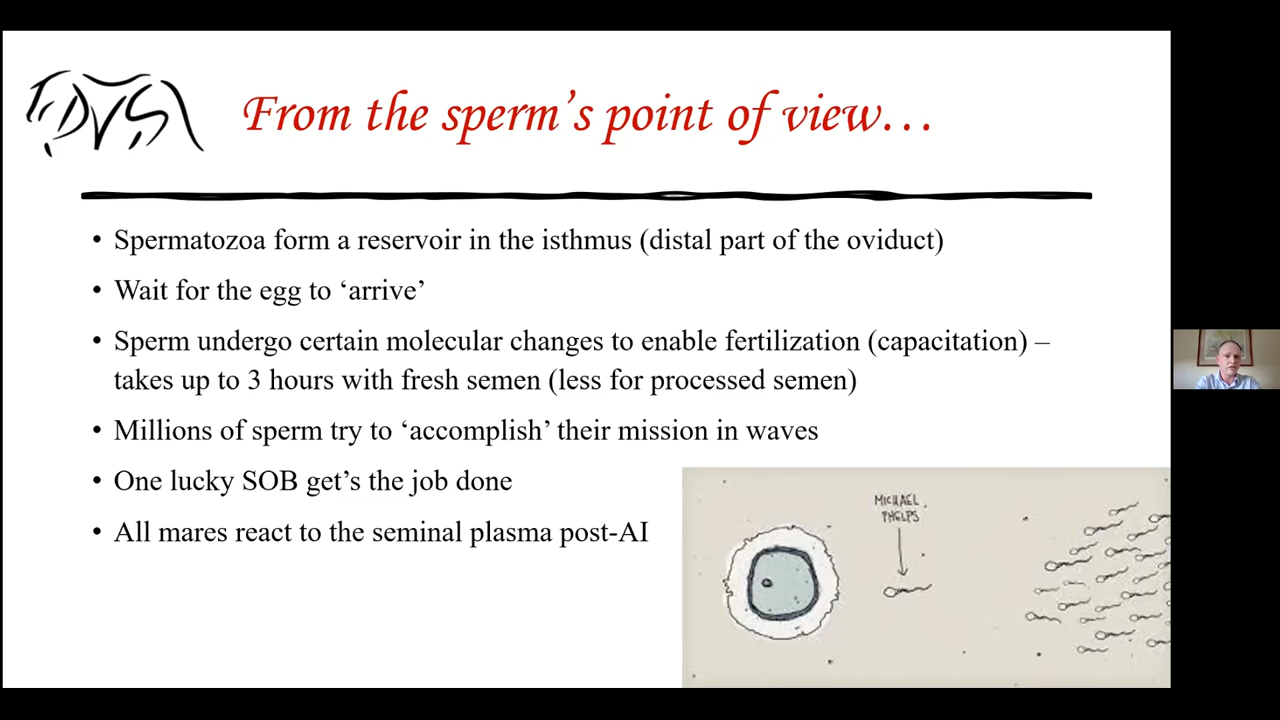 DVS
From the sperm’s point of view…
• Spermatozoa form a reservoir in the isthmus (distal part of the oviduct)
• Wait for the egg to ‘arrive’
• Sperm undergo certain molecular changes to enable fertilization (capacitation) –
takes up to 3 hours with fresh semen (less for processed semen)
• Millions of sperm try to ‘accomplish’ their mission in waves
• One lucky SOB get’s the job done
• All mares react to the seminal plasma post-AI
MICHAEL
PHELPS